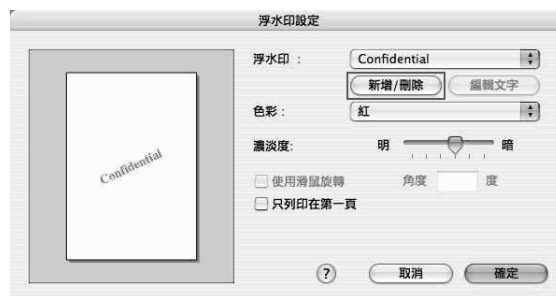 浮水印設定
浮水印 : Confidential
新增/刪除 編輯文字
色彩 : 紅
濃淡度: 明 暗
使用滑鼠旋轉 角度 度
只列印在第一頁
Confidential
? 取消 確定